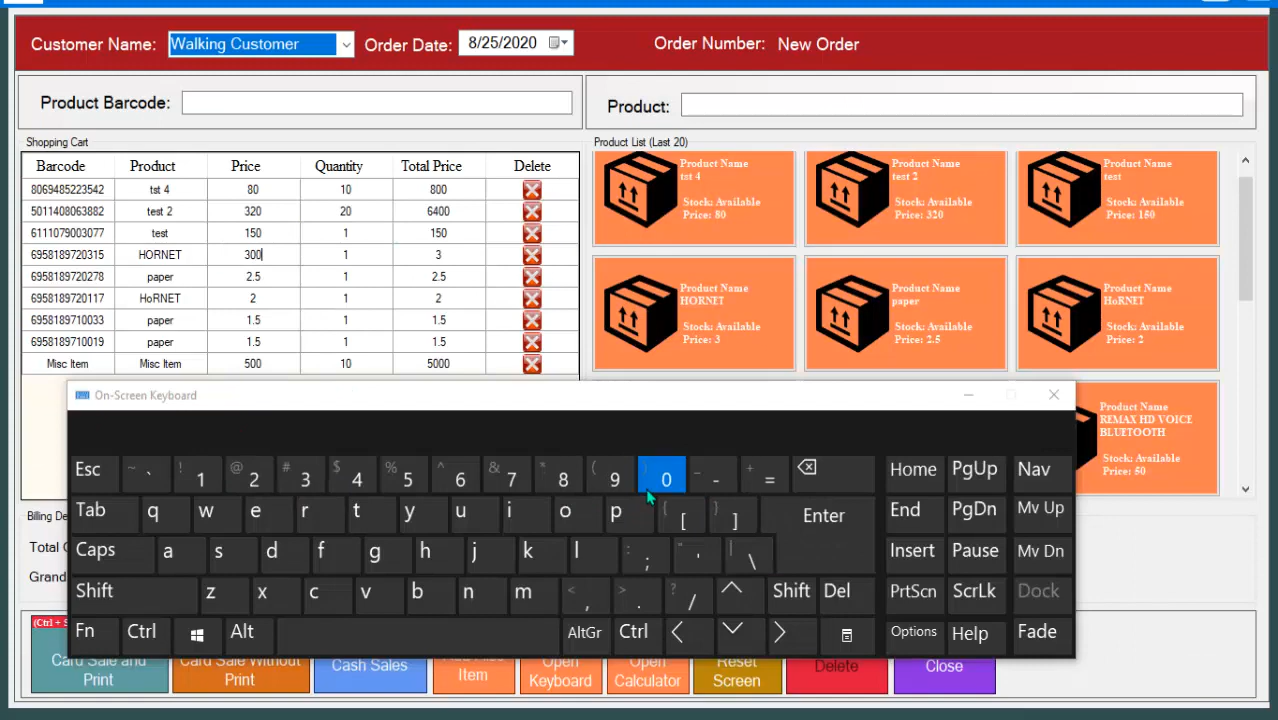 Customer Name: Walking Customer Order Date: 8/25/2020 Order Number: New Order
Product Barcode: Product:
Shopping Cart
Barcode Product Price Quantity Total Price Delete
8069485223542 tst 4 80 10 800
5011408063882 test 2 320 20 6400
6111079003077 test 150 1 150
6958189720315 HORNET 300 1 3
6958189720278 paper 2.5 1 2.5
6958189720117 HoRNET 2 1 2
6958189710033 paper 1.5 1 1.5
6958189710019 paper 1.5 1 1.5
Misc Item Misc Item 500 10 5000
Product List (Last 20)
Product Name
tst 4
Stock: Available
Price: 80
Product Name
test 2
Stock: Available
Price: 320
Product Name
test
Stock: Available
Price: 150
Product Name
HORNET
Stock: Available
Price: 3
Product Name
paper
Stock: Available
Price: 2.5
Product Name
HoRNET
Stock: Available
Price: 2
Product Name
REMAX HD VOICE
BLUETOOTH
Stock: Available
Price: 50
On-Screen Keyboard
Esc ~ ` ! 1 @ 2 # 3 $ 4 % 5 ^ 6 & 7 * 8 ( 9 ) 0 _ - + = Home PgUp Nav
Tab q w e r t y u i o p { [ } ] Enter End PgDn Mv Up
Caps a s d f g h j k l : ; " ' | \ Insert Pause Mv Dn
Shift z x c v b n m < , > . ? / Shift Del PrtScn ScrLk Dock
Fn Ctrl Alt AltGr Ctrl Options Help Fade
Billing De
Total
Grand
(Ctrl + S
Card Sale and
Print
Card Sale Without
Print
Cash Sales
Add Misc
Item
Open
Keyboard
Open
Calculator
Reset
Screen
Delete
Close